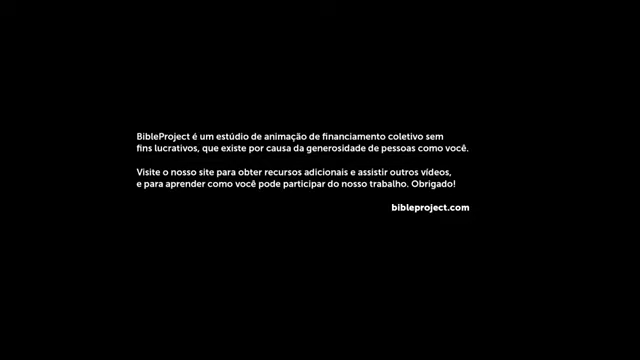 BibleProject é um estúdio de animação de financiamento coletivo sem
fins lucrativos, que existe por causa da generosidade de pessoas como você.
Visite o nosso site para obter recursos adicionais e assistir outros vídeos,
e para aprender como você pode participar do nosso trabalho. Obrigado!
bibleproject.com